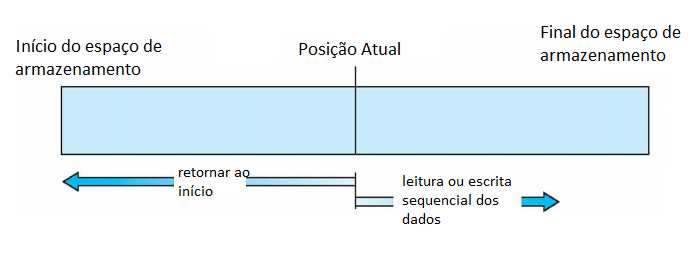 Início do espaço de
armazenamento
Posição Atual
Final do espaço de
armazenamento
retornar ao
início
leitura ou escrita
sequencial dos
dados